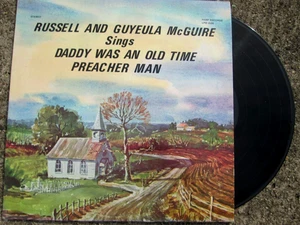 RUSSELL AND GUYEULA McGUIRE
Sings
DADDY WAS AN OLD TIME
PREACHER MAN